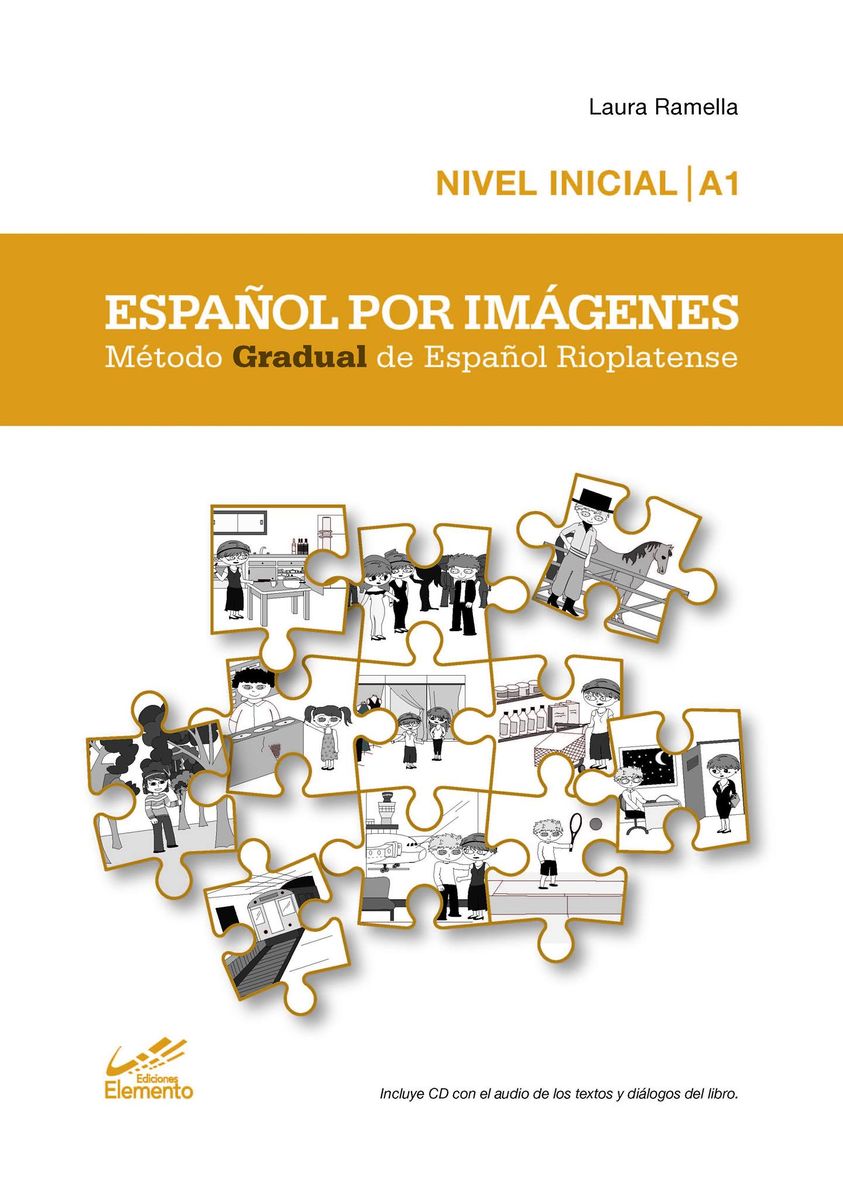 Laura Ramella
NIVEL INICIAL | A1
ESPAÑOL POR IMÁGENES
Método Gradual de Español Rioplatense
Ediciones
Elemento
Incluye CD con el audio de los textos y diálogos del libro.